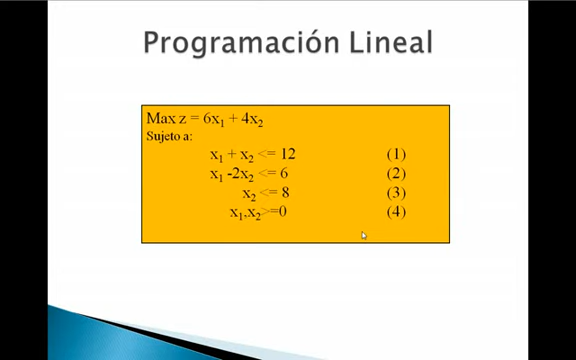 Programación Lineal
Max z = 6x₁ + 4x₂
Sujeto a:
x₁ + x₂ <= 12 (1)
x₁ -2x₂ <= 6 (2)
x₂ <= 8 (3)
x₁,x₂>=0 (4)